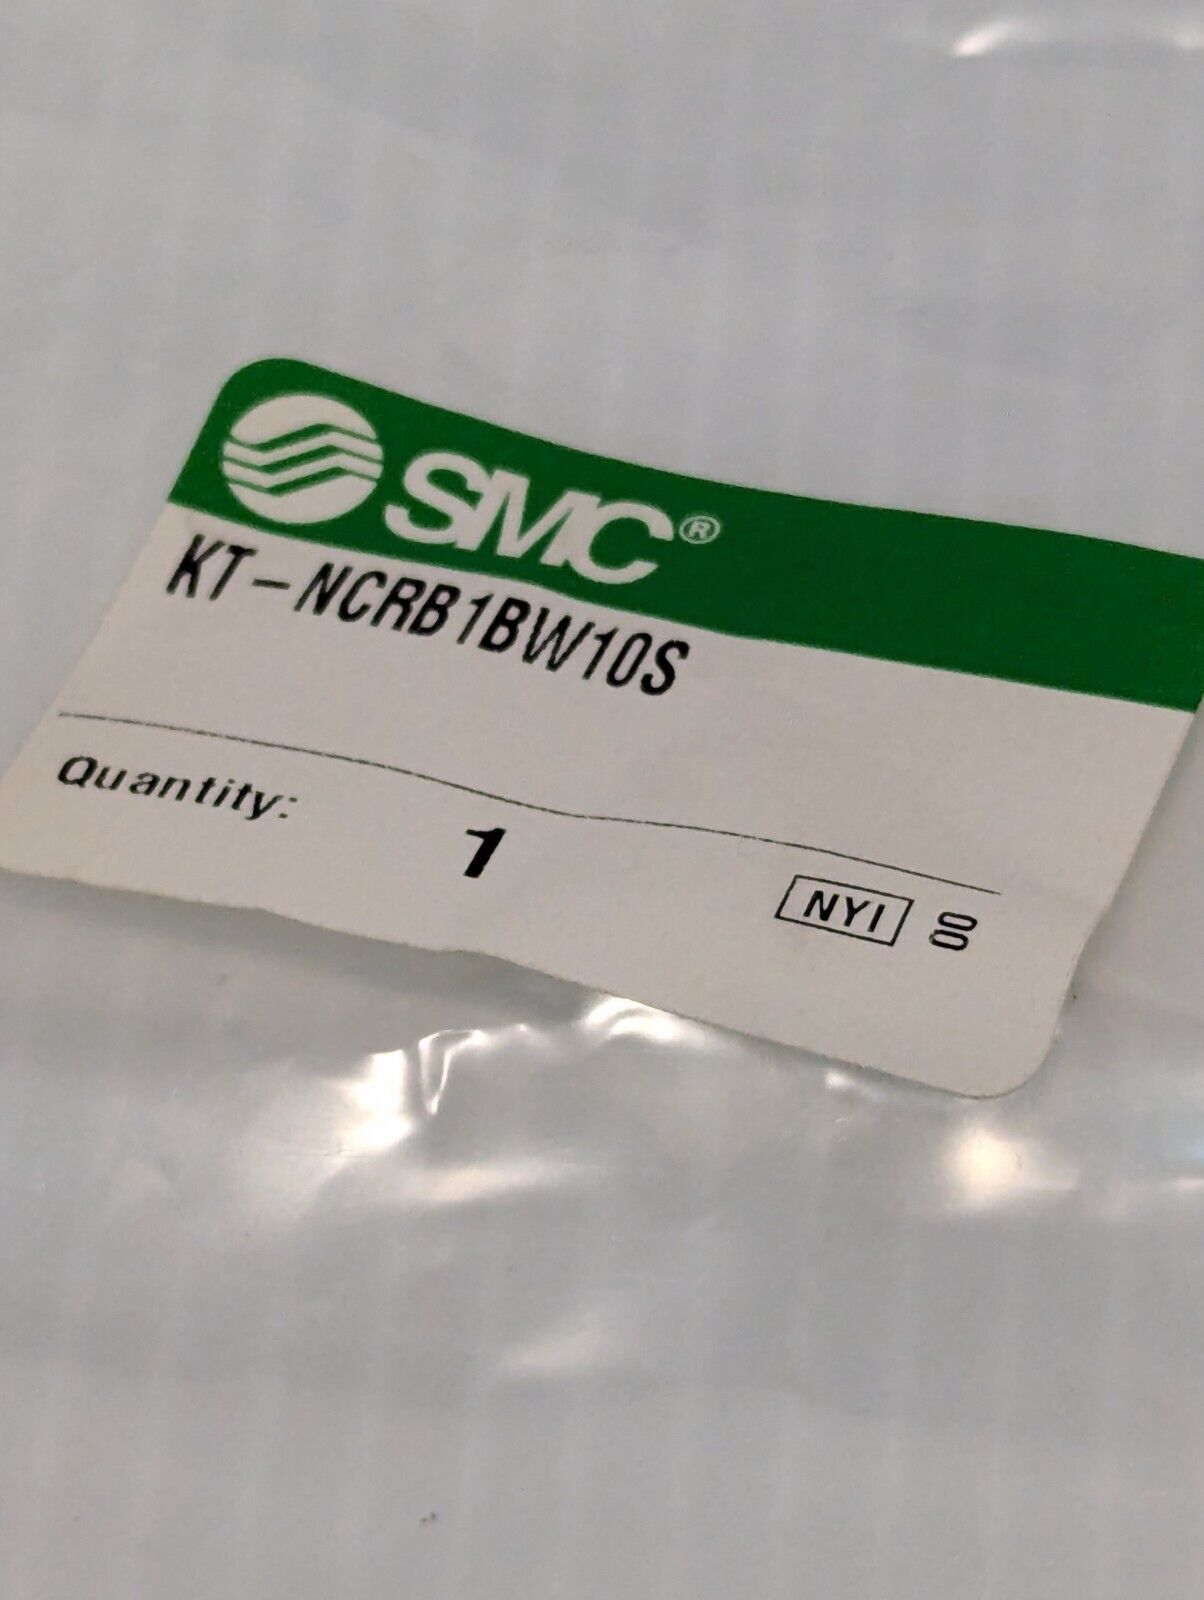 SMC®
KT-NCRB1BW10S
Quantity: 1
NYI 00